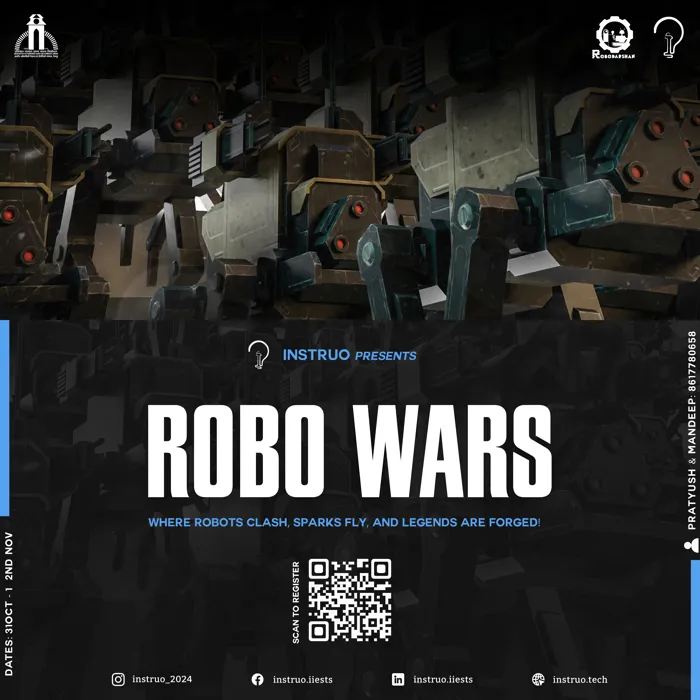 ROBODARSHAN
INSTRUO PRESENTS
ROBO WARS
WHERE ROBOTS CLASH, SPARKS FLY, AND LEGENDS ARE FORGED!
SCAN TO REGISTER
DATES: 31OCT - 1 2ND NOV
PRATYUSH & MANDEEP: 8617780658
instruo_2024
instruo.iiests
instruo.iiests
instruo.tech